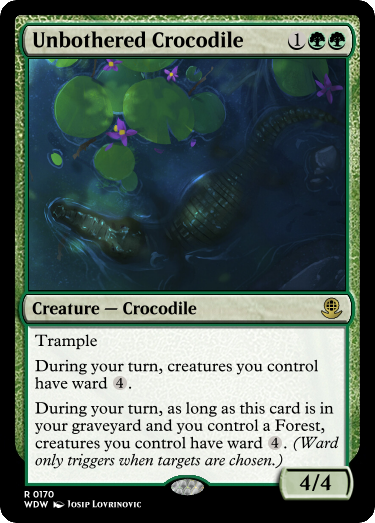 Unbothered Crocodile 1
Creature — Crocodile
Trample
During your turn, creatures you control
have ward 4.
During your turn, as long as this card is in
your graveyard and you control a Forest,
creatures you control have ward 4. (Ward
only triggers when targets are chosen.)
4/4
R 0170
WDW Josip Lovrinovic